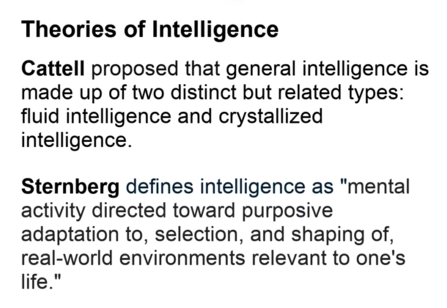 Theories of Intelligence
Cattell proposed that general intelligence is
made up of two distinct but related types:
fluid intelligence and crystallized
intelligence.
Sternberg defines intelligence as "mental
activity directed toward purposive
adaptation to, selection, and shaping of,
real-world environments relevant to one's
life."